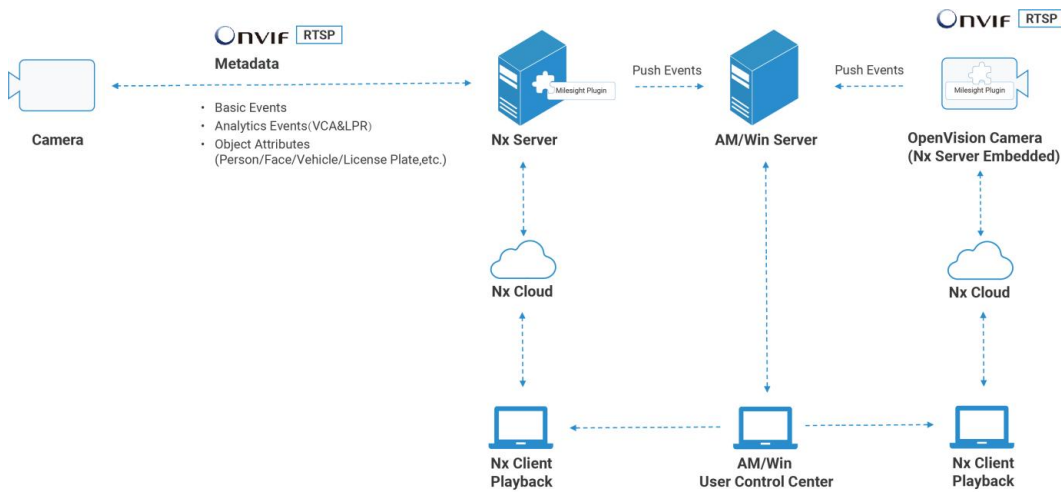 ONVIF RTSP
Metadata
• Basic Events
• Analytics Events(VCA&LPR)
• Object Attributes
(Person/Face/Vehicle/License Plate,etc.)
Camera
Milesight Plugin
Nx Server
Push Events
AM/Win Server
Push Events
ONVIF RTSP
Milesight Plugin
OpenVision Camera
(Nx Server Embedded)
Nx Cloud
Nx Cloud
Nx Client
Playback
AM/Win
User Control Center
Nx Client
Playback